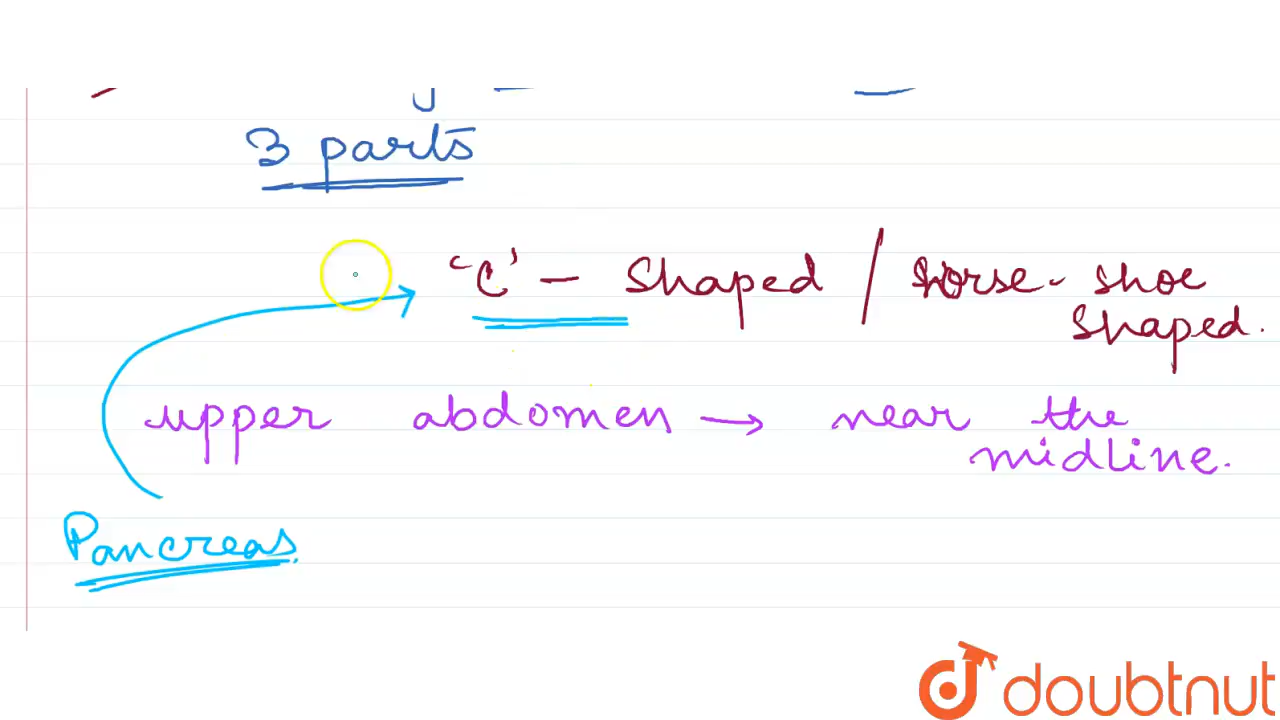 3 parts
'C' - Shaped / horse- shoe
Shaped.
upper abdomen → near the
midline.
Pancreas.
doubtnut